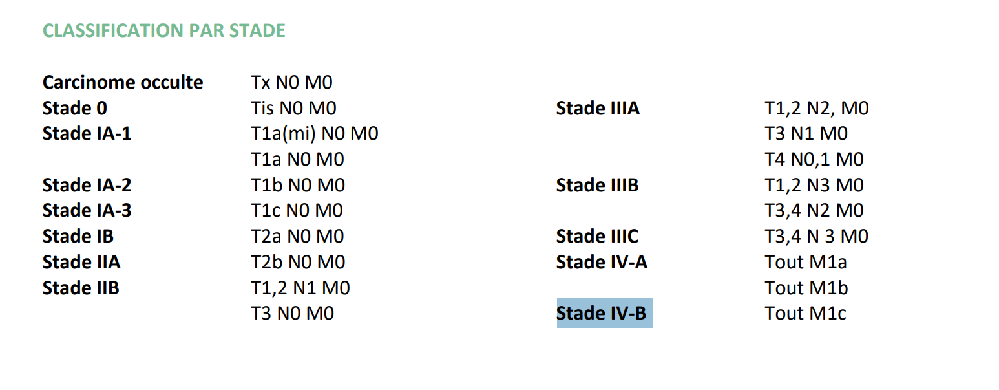 CLASSIFICATION PAR STADE
Carcinome occulte Tx N0 M0
Stade 0 Tis N0 M0
Stade IA-1 T1a(mi) N0 M0
T1a N0 M0
Stade IA-2 T1b N0 M0
Stade IA-3 T1c N0 M0
Stade IB T2a N0 M0
Stade IIA T2b N0 M0
Stade IIB T1,2 N1 M0
T3 N0 M0
Stade IIIA T1,2 N2, M0
T3 N1 M0
T4 N0,1 M0
Stade IIIB T1,2 N3 M0
T3,4 N2 M0
Stade IIIC T3,4 N 3 M0
Stade IV-A Tout M1a
Tout M1b
Stade IV-B Tout M1c